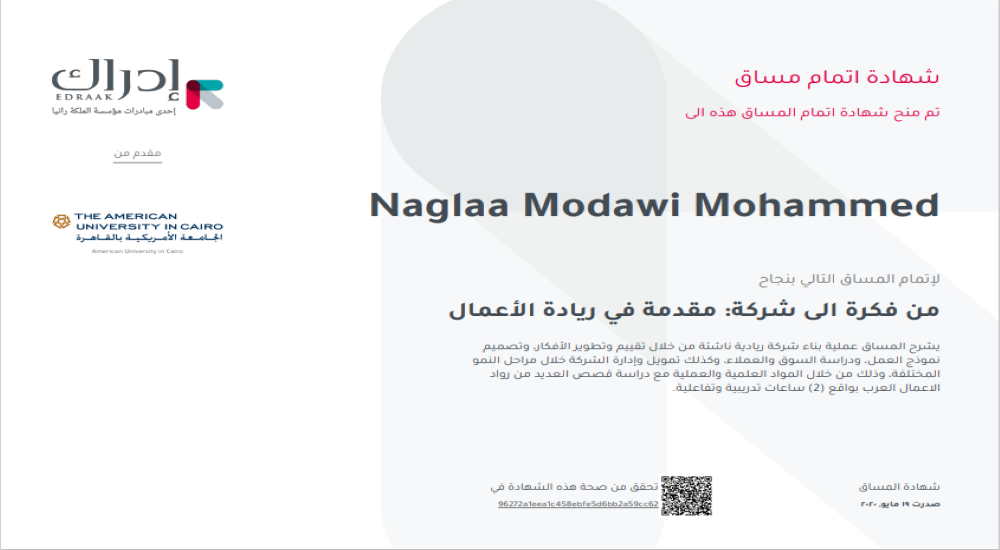 شهادة اتمام مساق
تم منح شهادة اتمام المساق هذه الى
إدراك
EDRAAK
إحدى مبادرات مؤسسة الملكة رانيا
مقدم من
THE AMERICAN
UNIVERSITY IN CAIRO
الجامعة الأمريكية بالقاهرة
American University in Cairo
Naglaa Modawi Mohammed
لإتمام المساق التالي بنجاح
من فكرة الى شركة: مقدمة في ريادة الأعمال
يشرح المساق عملية بناء شركة ريادية ناشئة من خلال تقييم وتطوير الأفكار، وتصميم
نموذج العمل، ودراسة السوق والعملاء، وكذلك تمويل وإدارة الشركة خلال مراحل النمو
المختلفة، وذلك من خلال المواد العلمية والعملية مع دراسة قصص العديد من رواد
الاعمال العرب بواقع (2) ساعات تدريبية وتفاعلية.
شهادة المساق
صدرت ١٩ مايو، ٢٠٢٠
تحقق من صحة هذه الشهادة في
96272a1eea1c458ebfe5d6bb2a59cc62